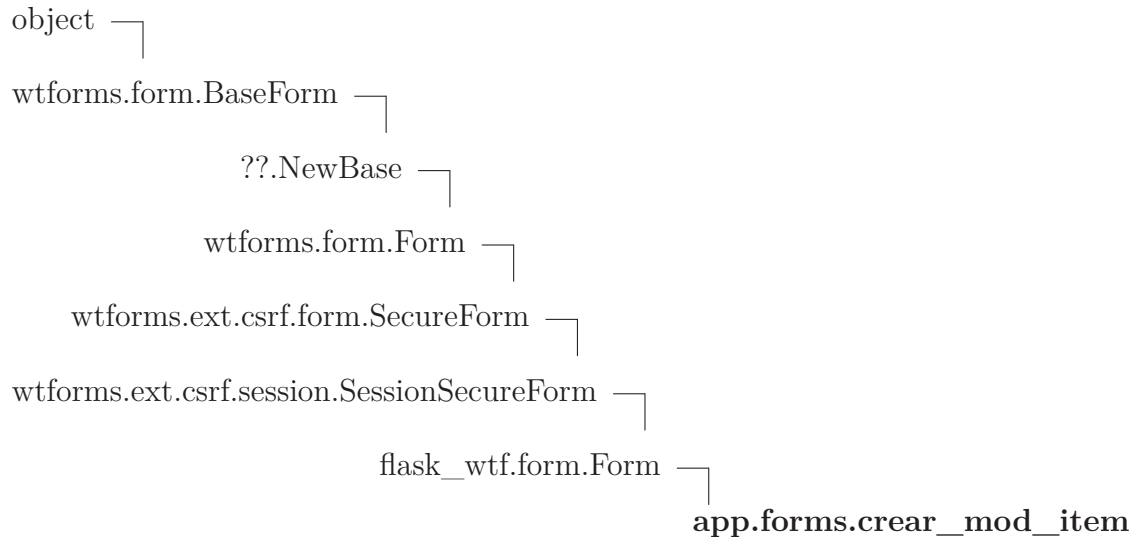 object
wtforms.form.BaseForm
??.NewBase
wtforms.form.Form
wtforms.ext.csrf.form.SecureForm
wtforms.ext.csrf.session.SessionSecureForm
flask_wtf.form.Form
app.forms.crear_mod_item